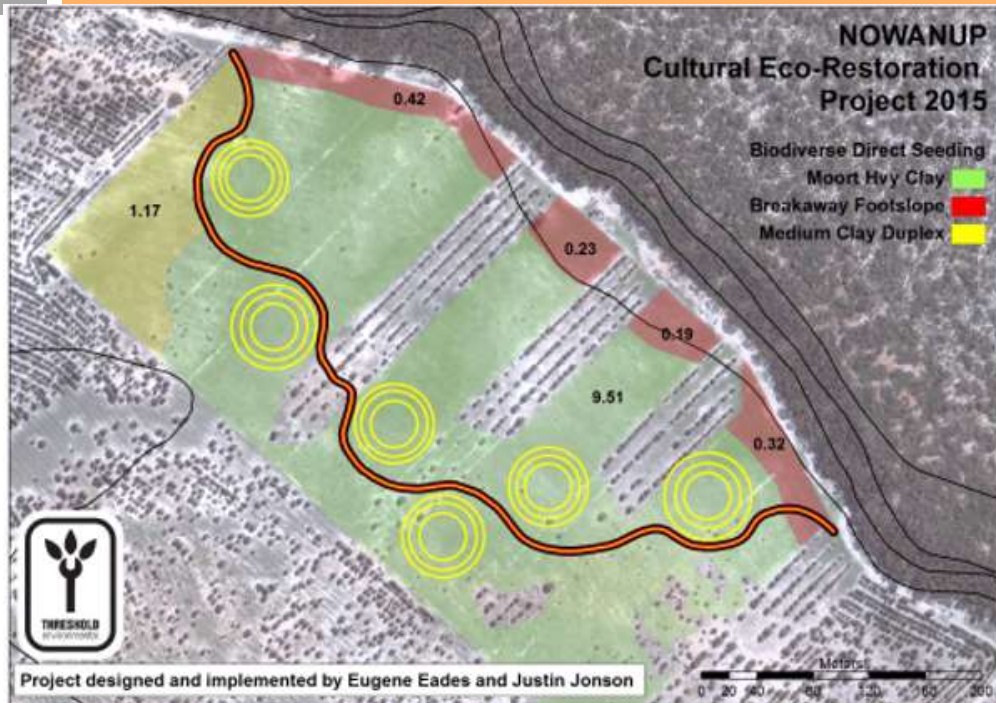 NOWANUP
Cultural Eco-Restoration
Project 2015
Biodiverse Direct Seeding
Moort Hvy Clay
Breakaway Footslope
Medium Clay Duplex
0.42
1.17
0.23
0.19
9.51
0.32
THRESHOLD
environmental
Project designed and implemented by Eugene Eades and Justin Jonson
Meters
0 20 40 80 120 160 200